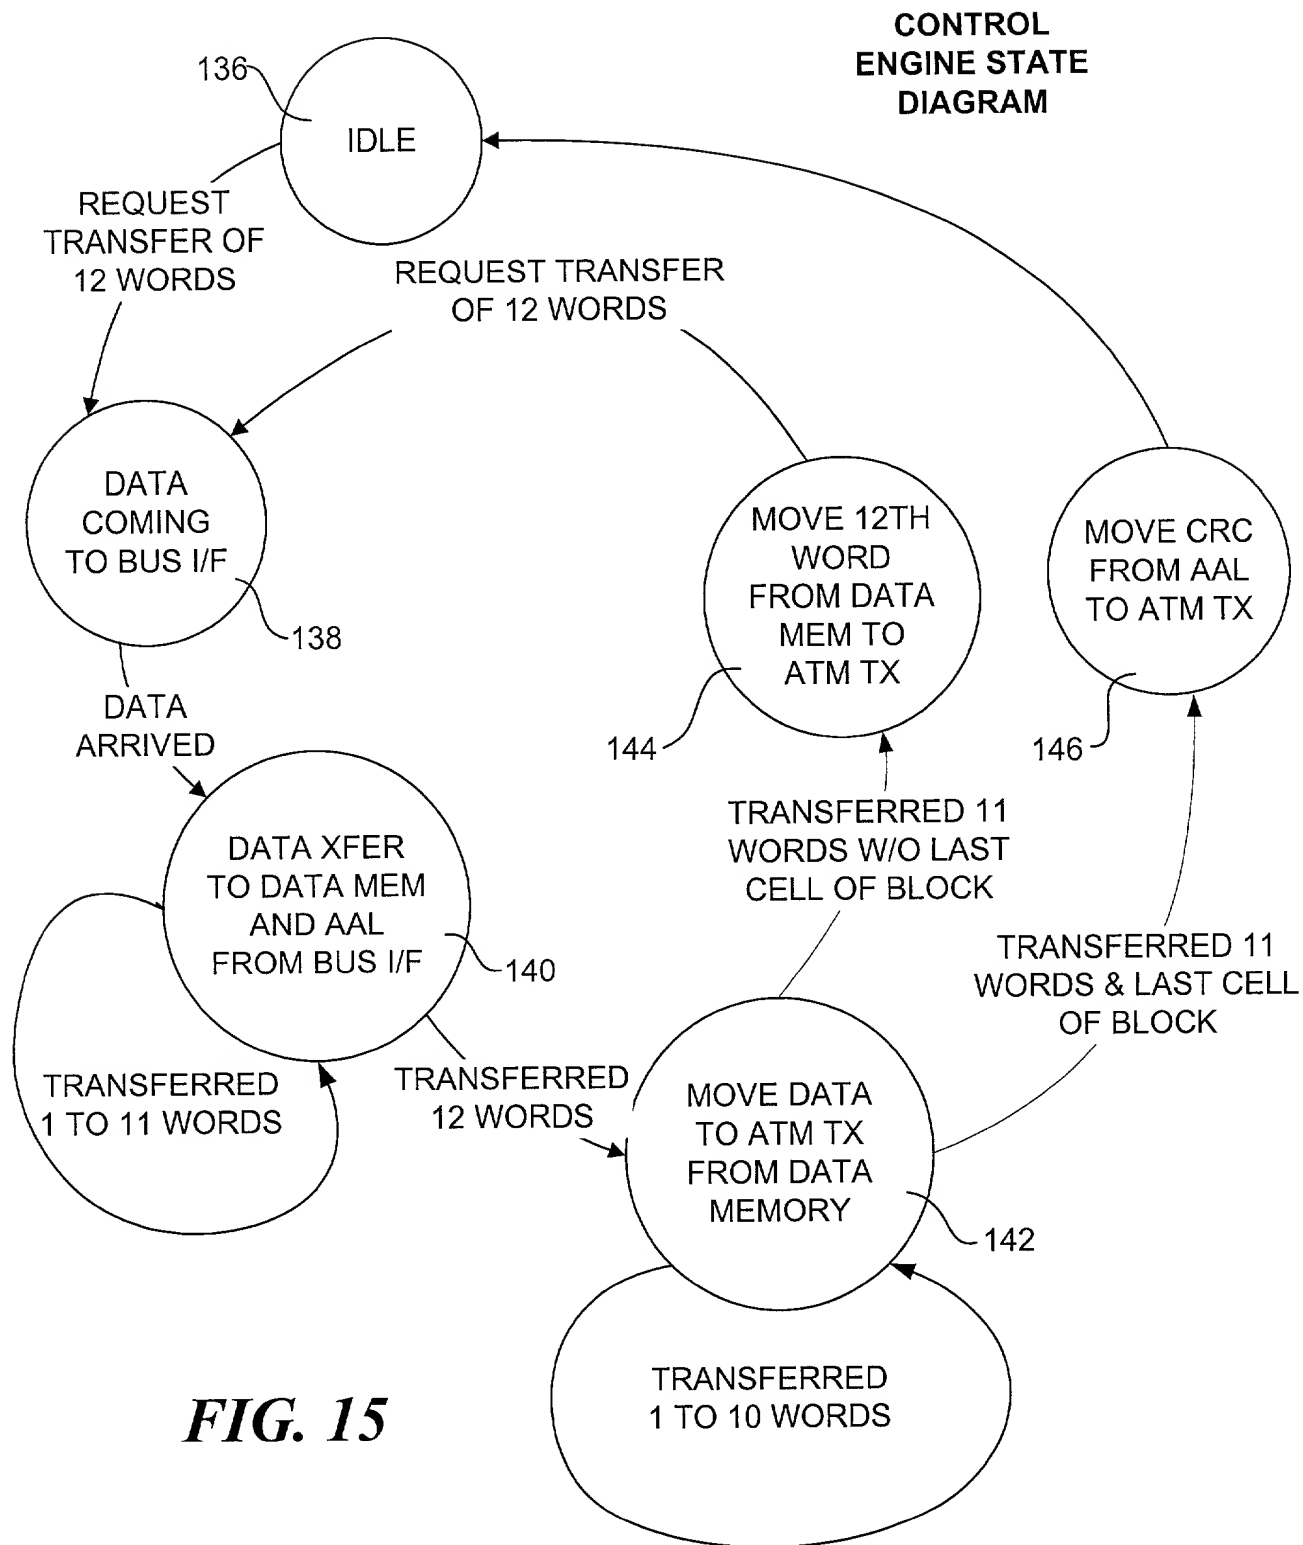 CONTROL
ENGINE STATE
DIAGRAM
136
IDLE
REQUEST
TRANSFER OF
12 WORDS
REQUEST TRANSFER
OF 12 WORDS
DATA
COMING
TO BUS I/F
138
MOVE 12TH
WORD
FROM DATA
MEM TO
ATM TX
144
MOVE CRC
FROM AAL
TO ATM TX
146
DATA
ARRIVED
DATA XFER
TO DATA MEM
AND AAL
FROM BUS I/F
140
TRANSFERRED 11
WORDS W/O LAST
CELL OF BLOCK
TRANSFERRED 11
WORDS & LAST CELL
OF BLOCK
TRANSFERRED
1 TO 11 WORDS
TRANSFERRED
12 WORDS
MOVE DATA
TO ATM TX
FROM DATA
MEMORY
142
TRANSFERRED
1 TO 10 WORDS
FIG. 15